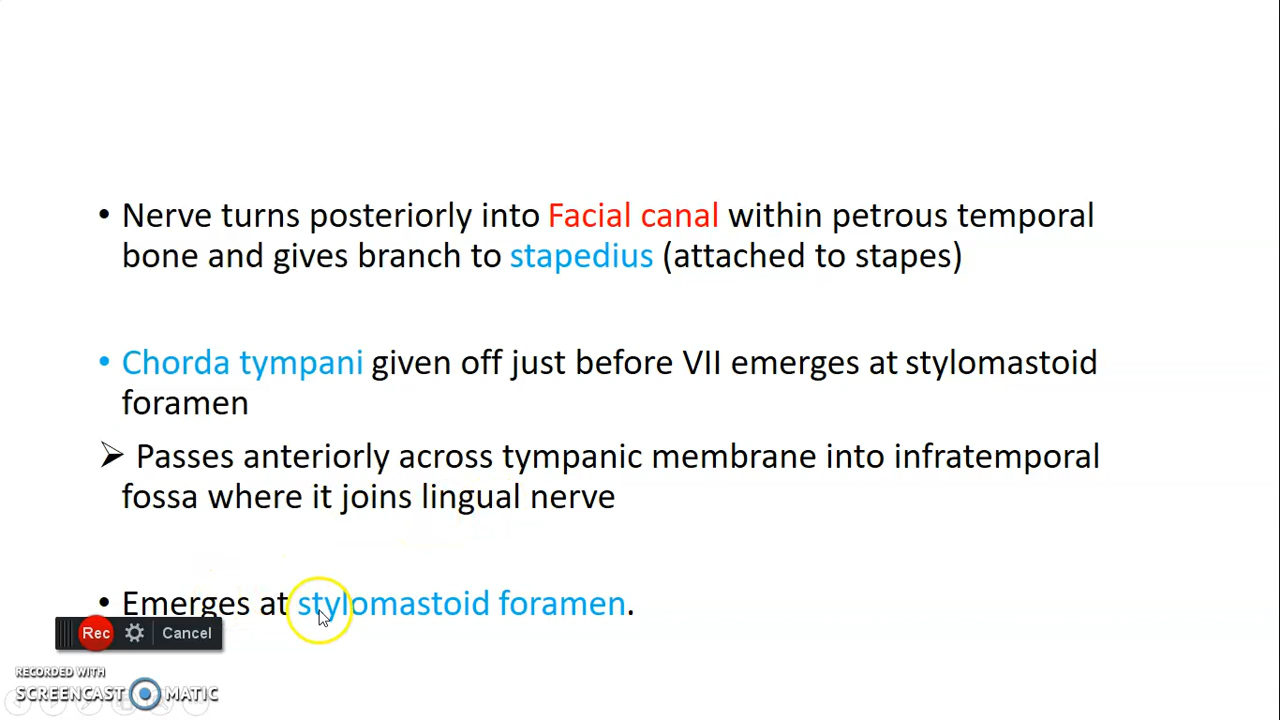 • Nerve turns posteriorly into Facial canal within petrous temporal
bone and gives branch to stapedius (attached to stapes)
• Chorda tympani given off just before VII emerges at stylomastoid
foramen
➢ Passes anteriorly across tympanic membrane into infratemporal
fossa where it joins lingual nerve
• Emerges at stylomastoid foramen.
Rec Cancel
RECORDED WITH
SCREENCAST MATIC